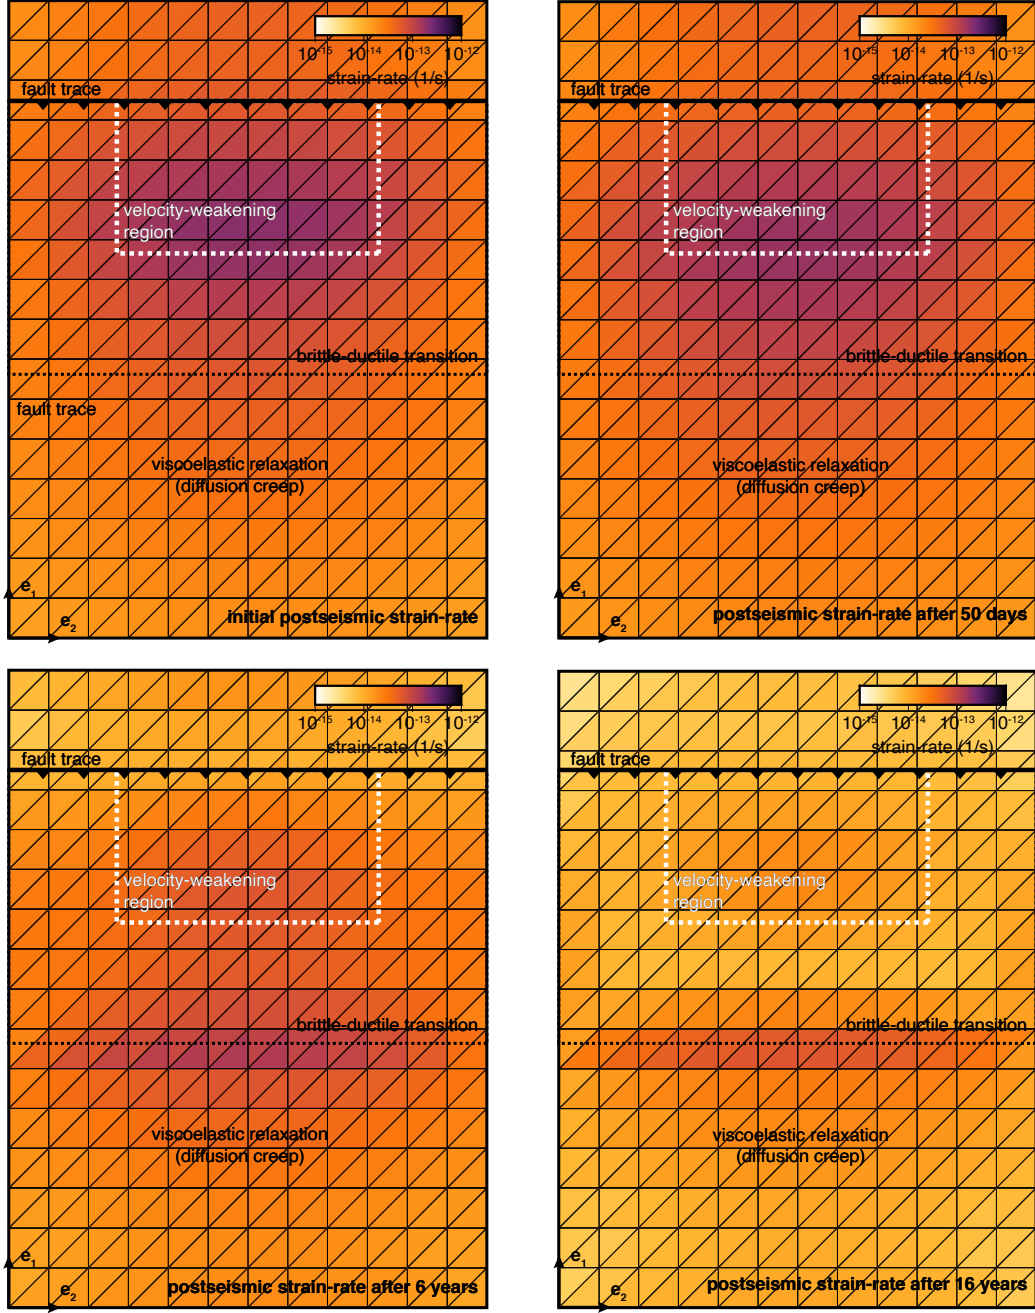 10-15 10-14 10-13 10-12
strain-rate (1/s)
fault trace
velocity-weakening
region
brittle-ductile transition
fault trace
viscoelastic relaxation
(diffusion creep)
e1
e2
initial postseismic strain-rate
10-15 10-14 10-13 10-12
strain-rate (1/s)
fault trace
velocity-weakening
region
brittle-ductile transition
viscoelastic relaxation
(diffusion creep)
e1
e2
postseismic strain-rate after 50 days
10-15 10-14 10-13 10-12
strain-rate (1/s)
fault trace
velocity-weakening
region
brittle-ductile transition
viscoelastic relaxation
(diffusion creep)
e1
e2
postseismic strain-rate after 6 years
10-15 10-14 10-13 10-12
strain-rate (1/s)
fault trace
velocity-weakening
region
brittle-ductile transition
viscoelastic relaxation
(diffusion creep)
e1
e2
postseismic strain-rate after 16 years